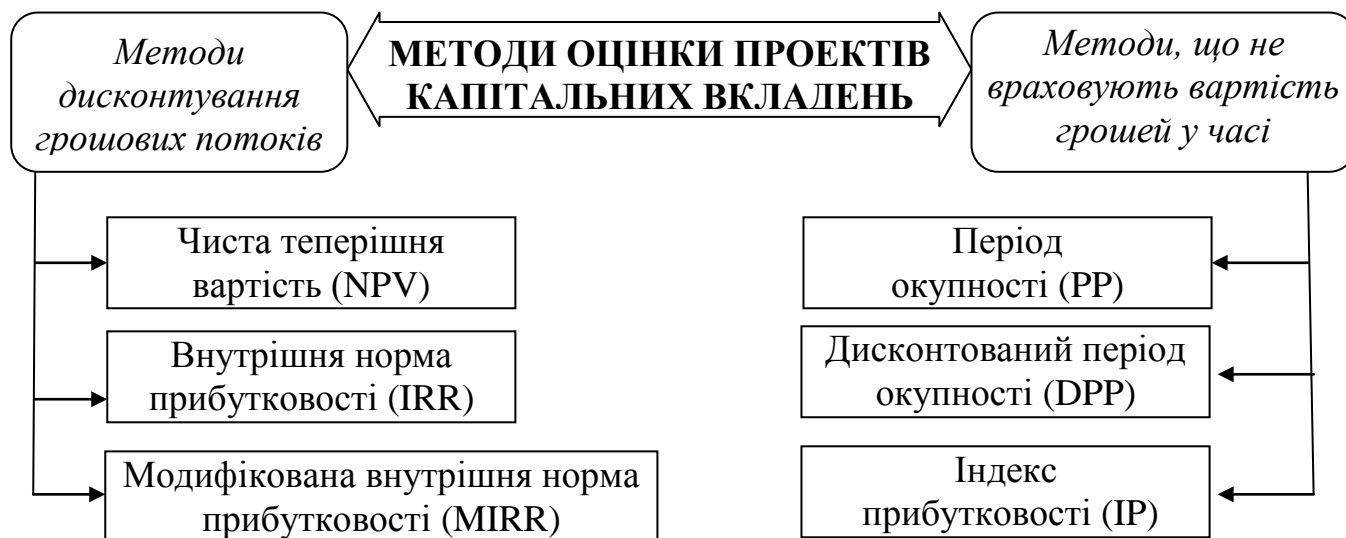 Методи
дисконтування
грошових потоків
МЕТОДИ ОЦІНКИ ПРОЕКТІВ
КАПІТАЛЬНИХ ВКЛАДЕНЬ
Методи, що не
враховують вартість
грошей у часі
Чиста теперішня
вартість (NPV)
Внутрішня норма
прибутковості (IRR)
Модифікована внутрішня норма
прибутковості (MIRR)
Період
окупності (PP)
Дисконтований період
окупності (DPP)
Індекс
прибутковості (IP)